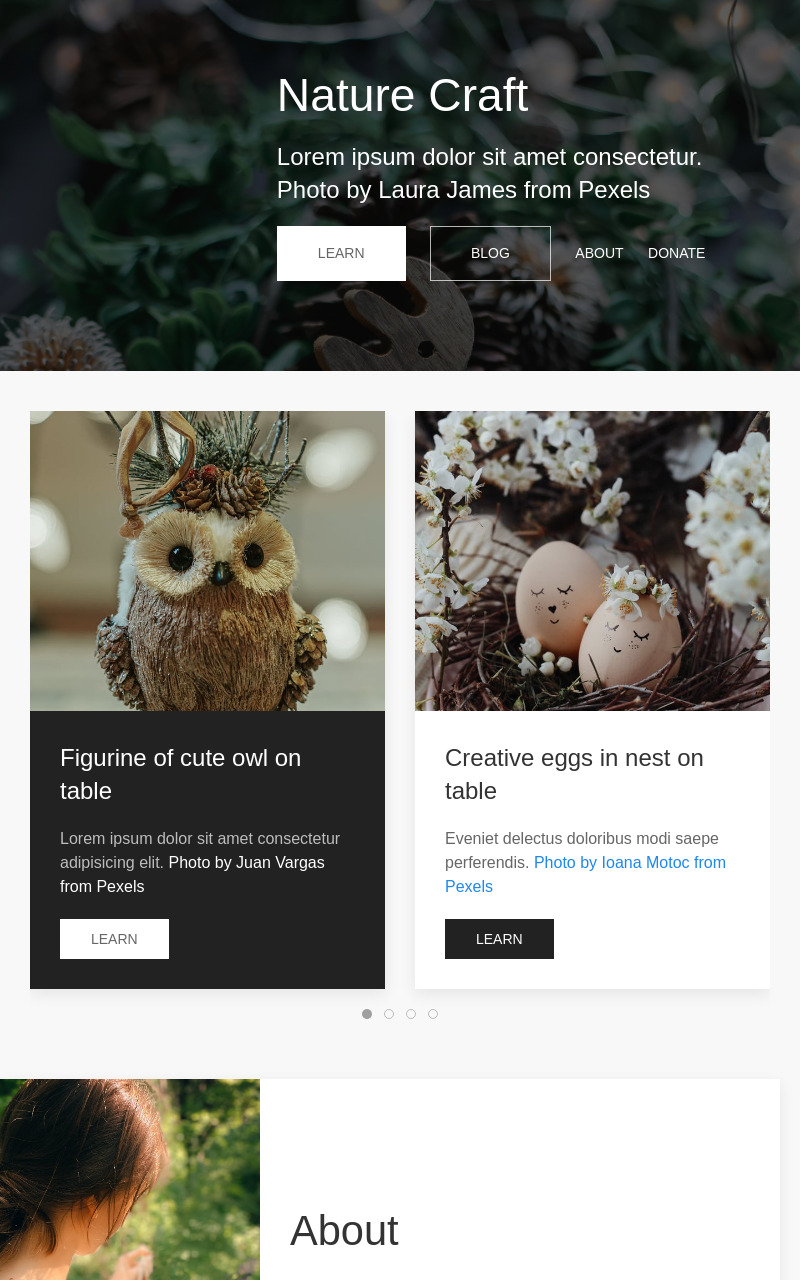 Nature Craft
Lorem ipsum dolor sit amet consectetur.
Photo by Laura James from Pexels
LEARN
BLOG
ABOUT
DONATE
Figurine of cute owl on
table
Lorem ipsum dolor sit amet consectetur
adipisicing elit. Photo by Juan Vargas
from Pexels
LEARN
Creative eggs in nest on
table
Eveniet delectus doloribus modi saepe
perferendis. Photo by Ioana Motoc from
Pexels
LEARN
About